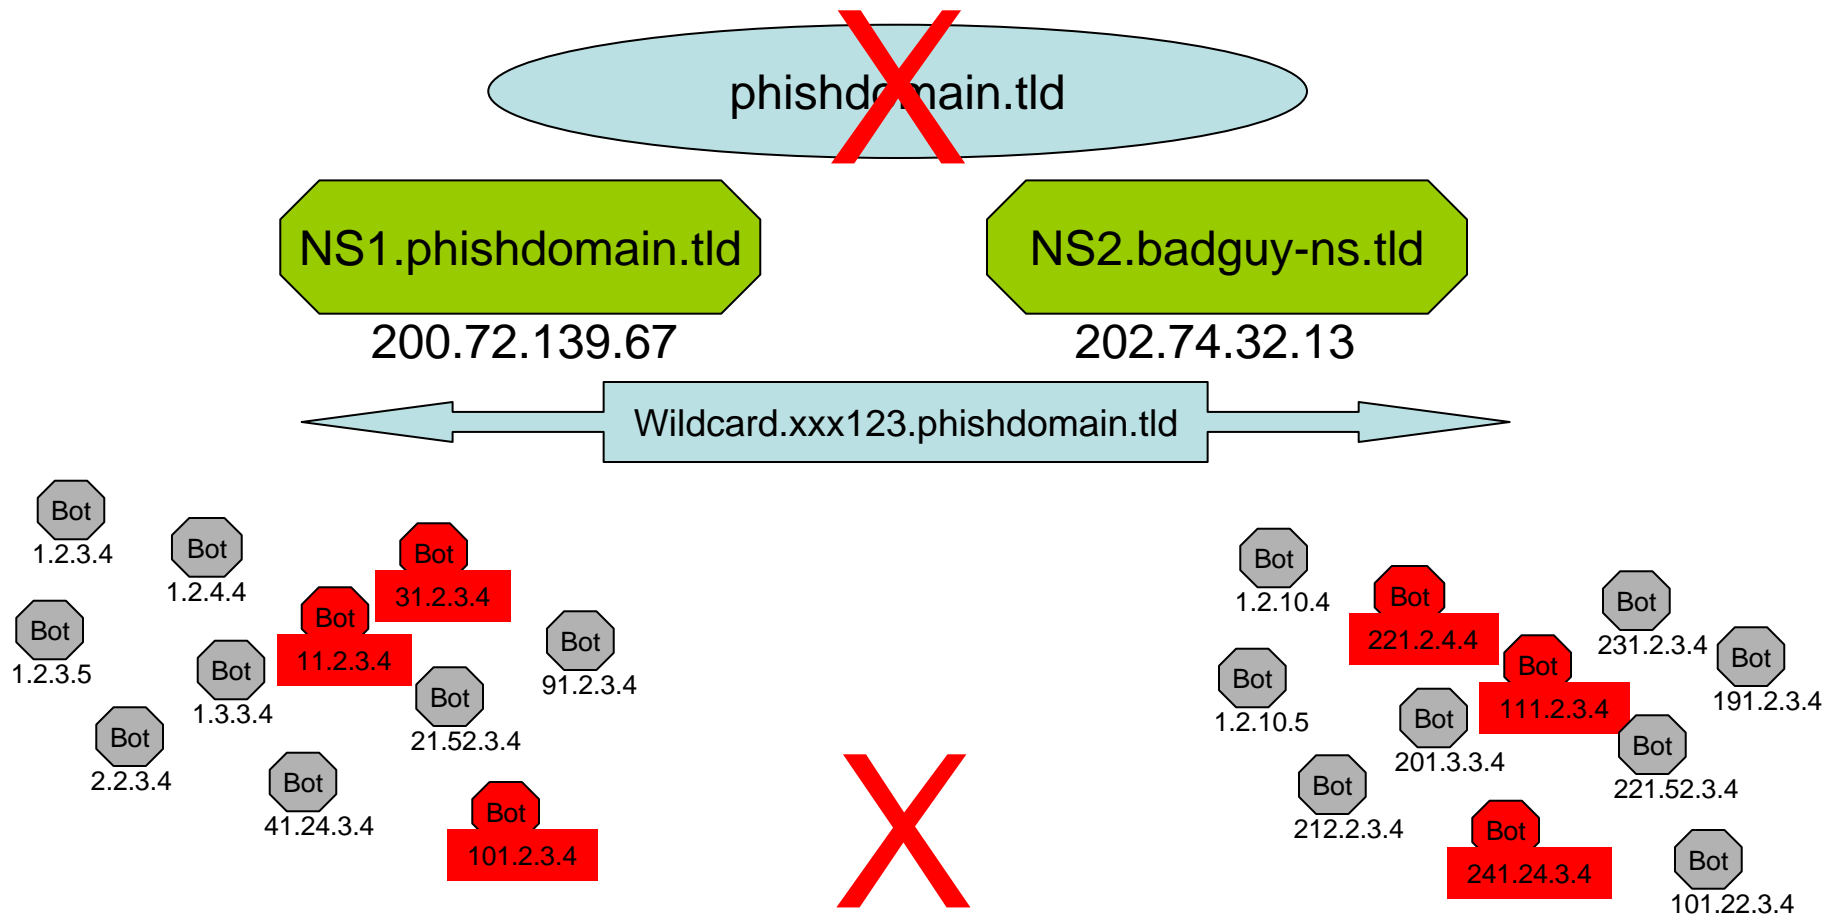 phishdomain.tld
NS1.phishdomain.tld
NS2.badguy-ns.tld
200.72.139.67
202.74.32.13
Wildcard.xxx123.phishdomain.tld
Bot
1.2.3.4
Bot
1.2.4.4
Bot
31.2.3.4
Bot
11.2.3.4
Bot
1.2.3.5
Bot
1.3.3.4
Bot
91.2.3.4
Bot
21.52.3.4
Bot
2.2.3.4
Bot
41.24.3.4
Bot
101.2.3.4
Bot
1.2.10.4
Bot
221.2.4.4
Bot
231.2.3.4
Bot
1.2.10.5
Bot
111.2.3.4
Bot
191.2.3.4
Bot
201.3.3.4
Bot
221.52.3.4
Bot
212.2.3.4
Bot
241.24.3.4
Bot
101.22.3.4